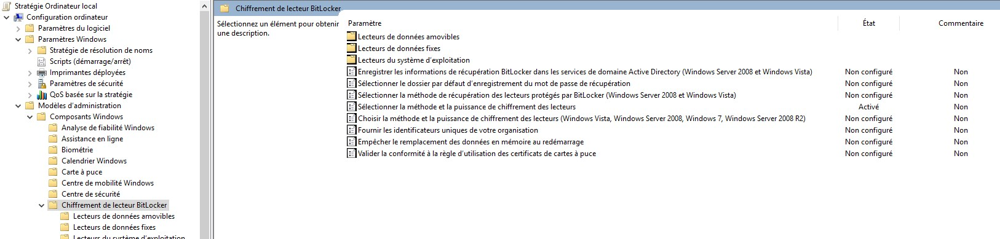 Stratégie Ordinateur local
Configuration ordinateur
Paramètres du logiciel
Paramètres Windows
Stratégie de résolution de noms
Scripts (démarrage/arrêt)
Imprimantes déployées
Paramètres de sécurité
QoS basée sur la stratégie
Modèles d'administration
Composants Windows
Analyse de fiabilité Windows
Assistance en ligne
Biométrie
Calendrier Windows
Carte à puce
Centre de mobilité Windows
Centre de sécurité
Chiffrement de lecteur BitLocker
Lecteurs de données amovibles
Lecteurs de données fixes
Lecteurs du système d'exploitation
Chiffrement de lecteur BitLocker
Sélectionnez un élément pour obtenir
une description.
Paramètre État Commentaire
Lecteurs de données amovibles
Lecteurs de données fixes
Lecteurs du système d'exploitation
Enregistrer les informations de récupération BitLocker dans les services de domaine Active Directory (Windows Server 2008 et Windows Vista) Non configuré Non
Sélectionner le dossier par défaut d'enregistrement du mot de passe de récupération Non configuré Non
Sélectionner la méthode de récupération des lecteurs protégés par BitLocker (Windows Server 2008 et Windows Vista) Non configuré Non
Sélectionner la méthode et la puissance de chiffrement des lecteurs Activé Non
Choisir la méthode et la puissance de chiffrement des lecteurs (Windows Vista, Windows Server 2008, Windows 7, Windows Server 2008 R2) Non configuré Non
Fournir les identificateurs uniques de votre organisation Non configuré Non
Empêcher le remplacement des données en mémoire au redémarrage Non configuré Non
Valider la conformité à la règle d'utilisation des certificats de cartes à puce Non configuré Non